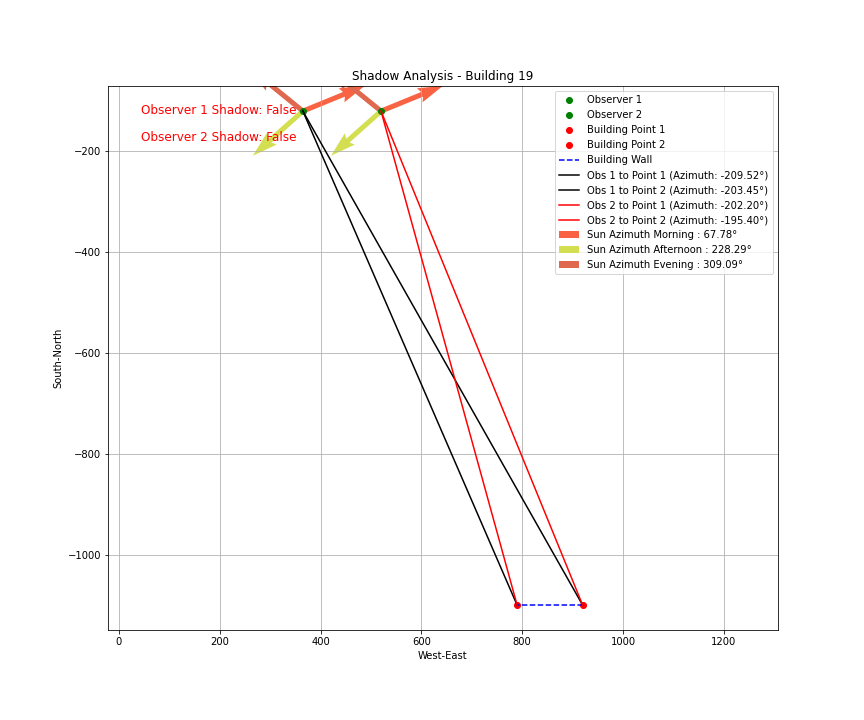 Shadow Analysis - Building 19
Observer 1 Shadow: False
Observer 2 Shadow: False
Observer 1
Observer 2
Building Point 1
Building Point 2
Building Wall
Obs 1 to Point 1 (Azimuth: -209.52°)
Obs 1 to Point 2 (Azimuth: -203.45°)
Obs 2 to Point 1 (Azimuth: -202.20°)
Obs 2 to Point 2 (Azimuth: -195.40°)
Sun Azimuth Morning : 67.78°
Sun Azimuth Afternoon : 228.29°
Sun Azimuth Evening : 309.09°
South-North
−200
−400
−600
−800
−1000
0
200
400
600
800
1000
1200
West-East